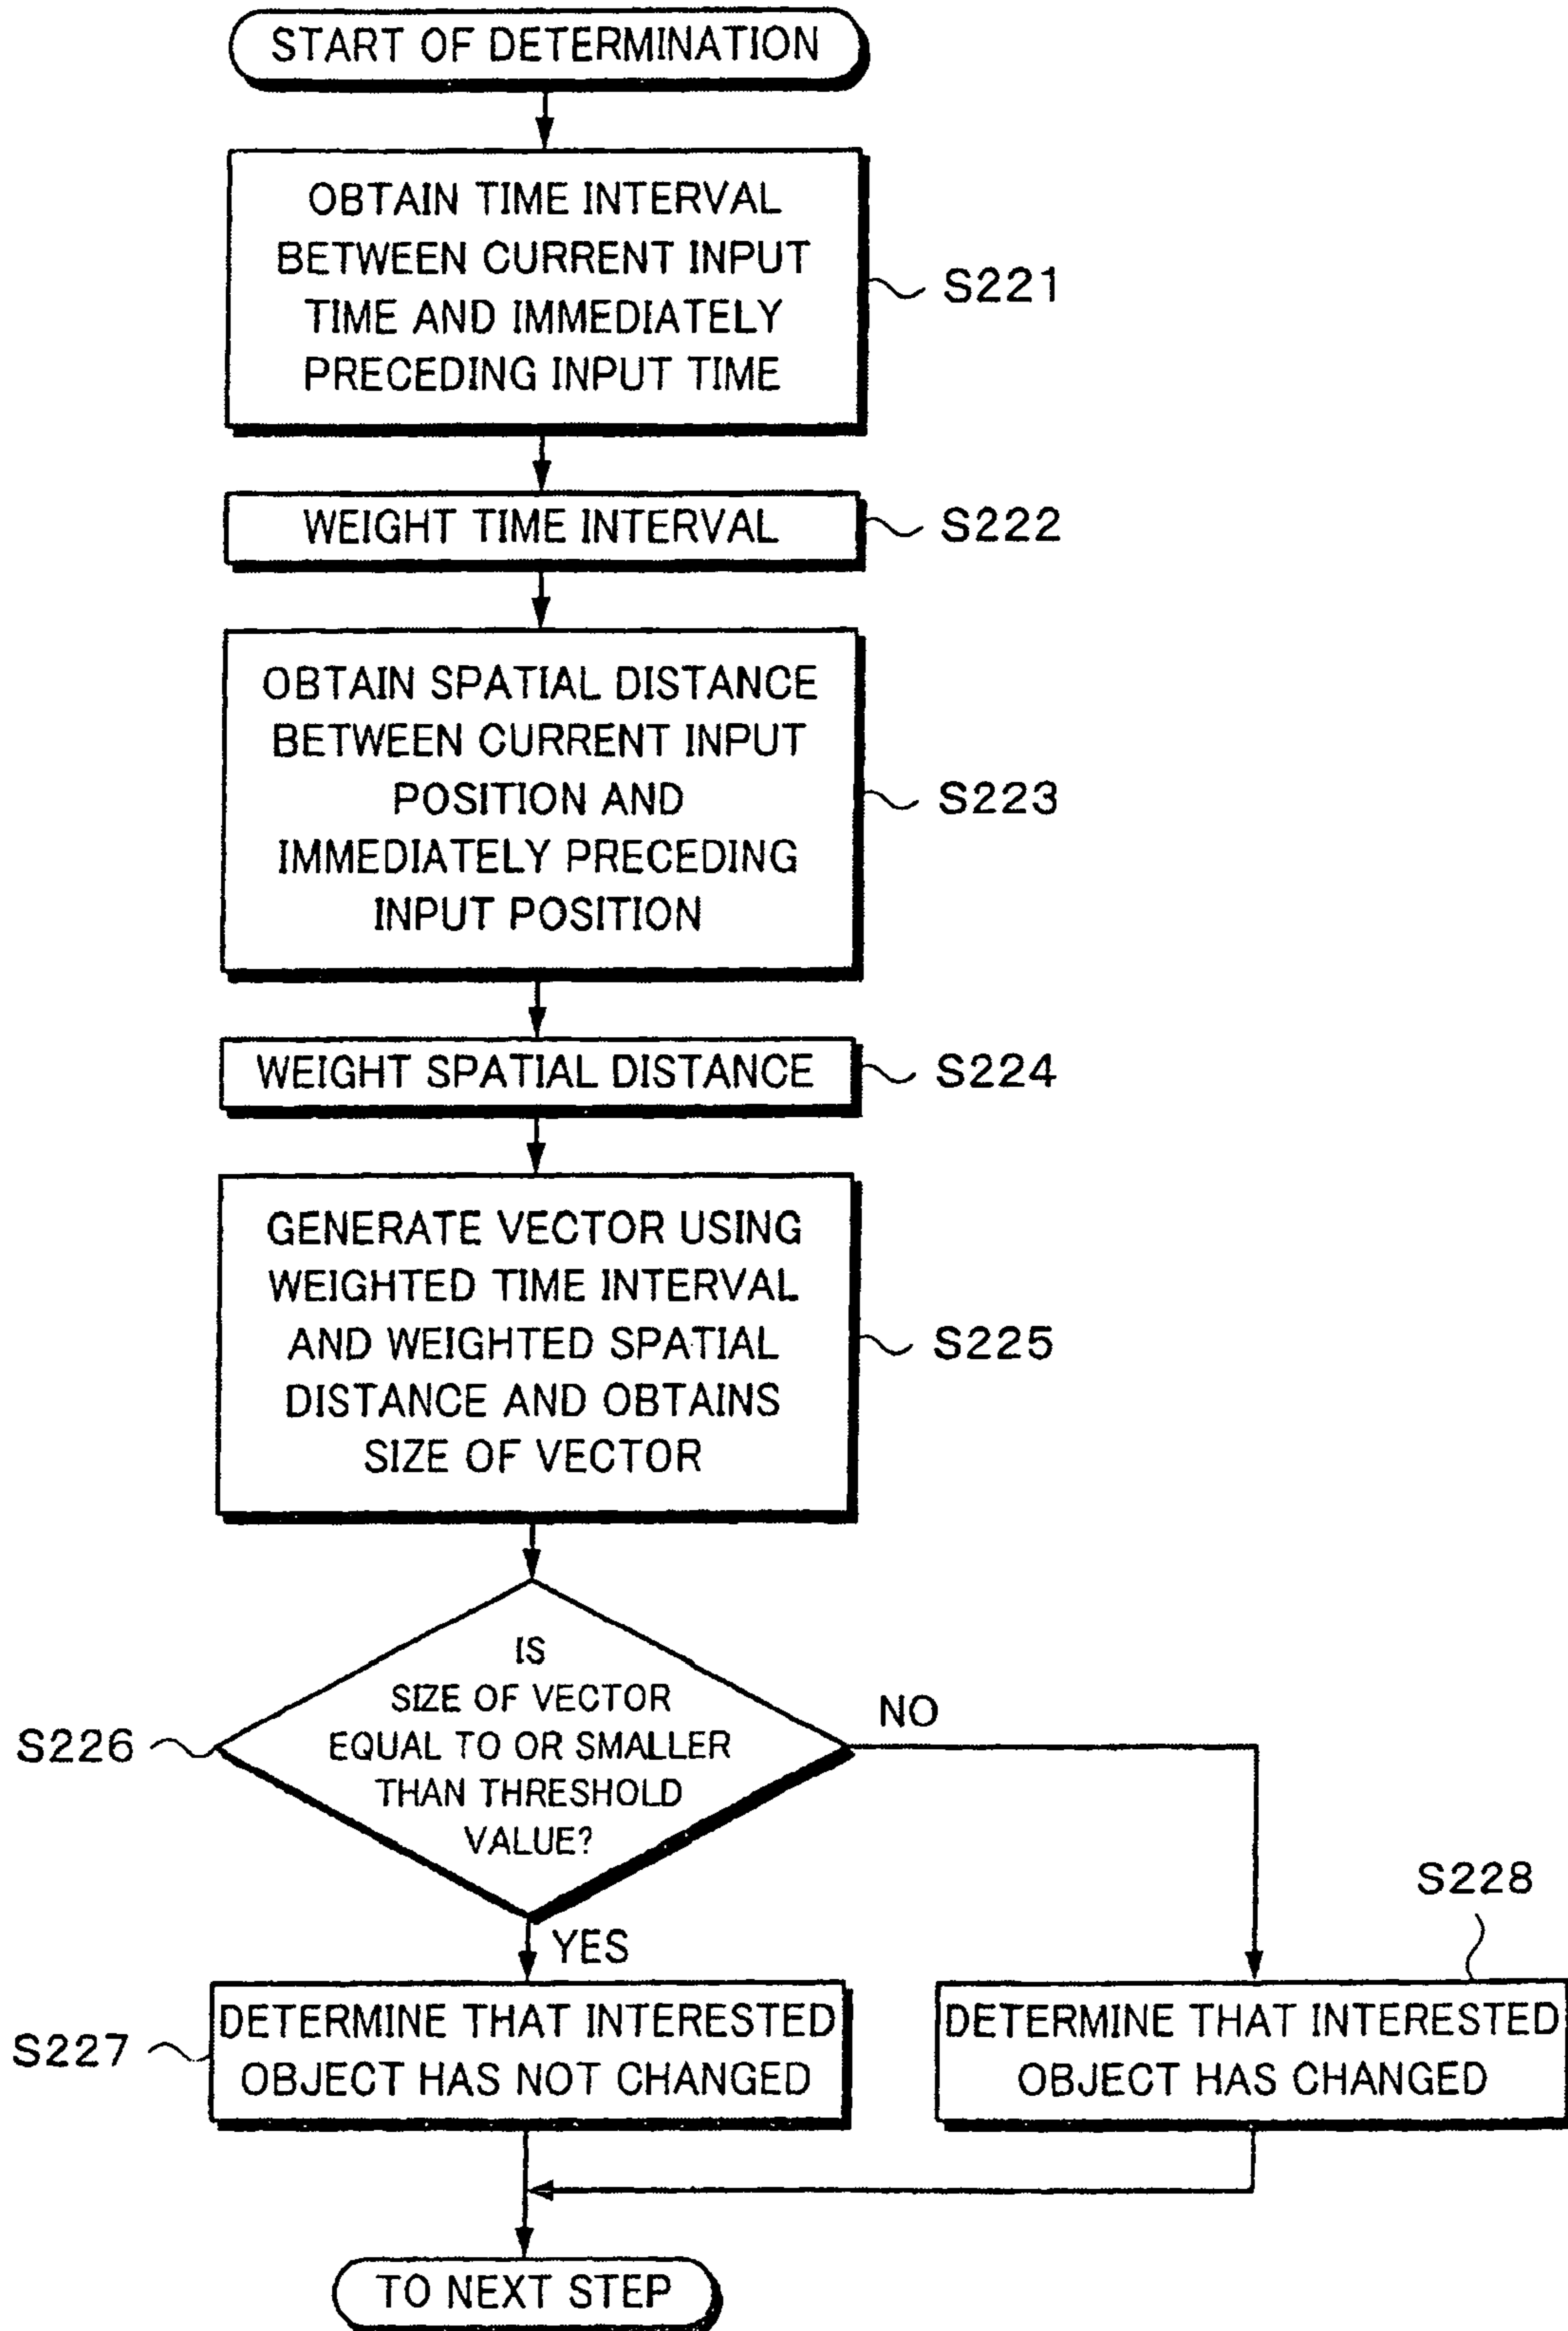 START OF DETERMINATION
OBTAIN TIME INTERVAL
BETWEEN CURRENT INPUT
TIME AND IMMEDIATELY
PRECEDING INPUT TIME
S221
WEIGHT TIME INTERVAL
S222
OBTAIN SPATIAL DISTANCE
BETWEEN CURRENT INPUT
POSITION AND
IMMEDIATELY PRECEDING
INPUT POSITION
S223
WEIGHT SPATIAL DISTANCE
S224
GENERATE VECTOR USING
WEIGHTED TIME INTERVAL
AND WEIGHTED SPATIAL
DISTANCE AND OBTAINS
SIZE OF VECTOR
S225
IS
SIZE OF VECTOR
EQUAL TO OR SMALLER
THAN THRESHOLD
VALUE?
S226
NO
YES
S228
DETERMINE THAT INTERESTED
OBJECT HAS NOT CHANGED
S227
DETERMINE THAT INTERESTED
OBJECT HAS CHANGED
TO NEXT STEP